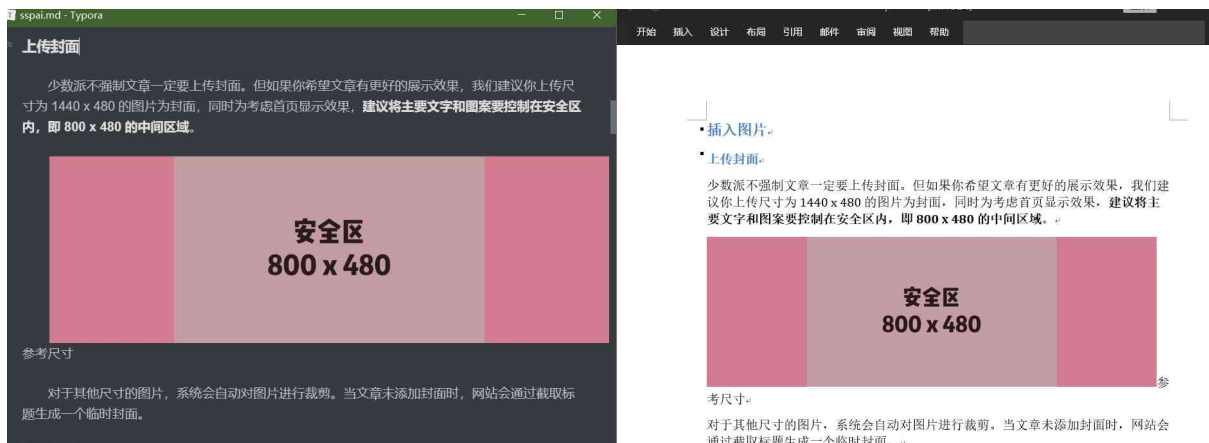 sspai.md - Typora
上传封面
少数派不强制文章一定要上传封面。但如果你希望文章有更好的展示效果，我们建议你上传尺
寸为 1440 x 480 的图片为封面，同时为考虑首页显示效果，建议将主要文字和图案要控制在安全区
内，即 800 x 480 的中间区域。
安全区
800 x 480
参考尺寸
对于其他尺寸的图片，系统会自动对图片进行裁剪。当文章未添加封面时，网站会通过截取标
题生成一个临时封面。
开始 插入 设计 布局 引用 邮件 审阅 视图 帮助
插入图片
上传封面
少数派不强制文章一定要上传封面。但如果你希望文章有更好的展示效果，我们建
议你上传尺寸为 1440 x 480 的图片为封面，同时为考虑首页显示效果，建议将主
要文字和图案要控制在安全区内，即 800 x 480 的中间区域。
安全区
800 x 480
参
考尺寸
对于其他尺寸的图片，系统会自动对图片进行裁剪。当文章未添加封面时，网站会
通过截取标题生成一个临时封面。